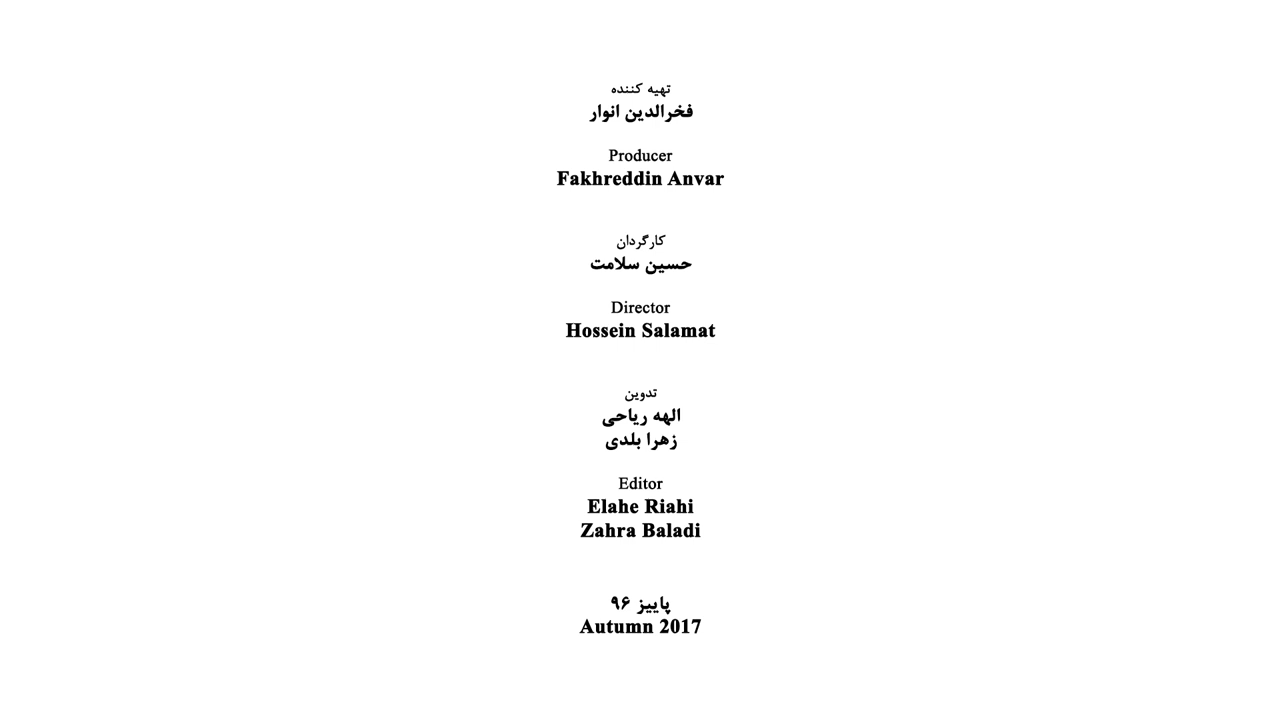 تهیه کننده
فخرالدین انوار
Producer
Fakhreddin Anvar
کارگردان
حسین سلامت
Director
Hossein Salamat
تدوین
الهه ریاحی
زهرا بلدی
Editor
Elahe Riahi
Zahra Baladi
پاییز ۹۶
Autumn 2017